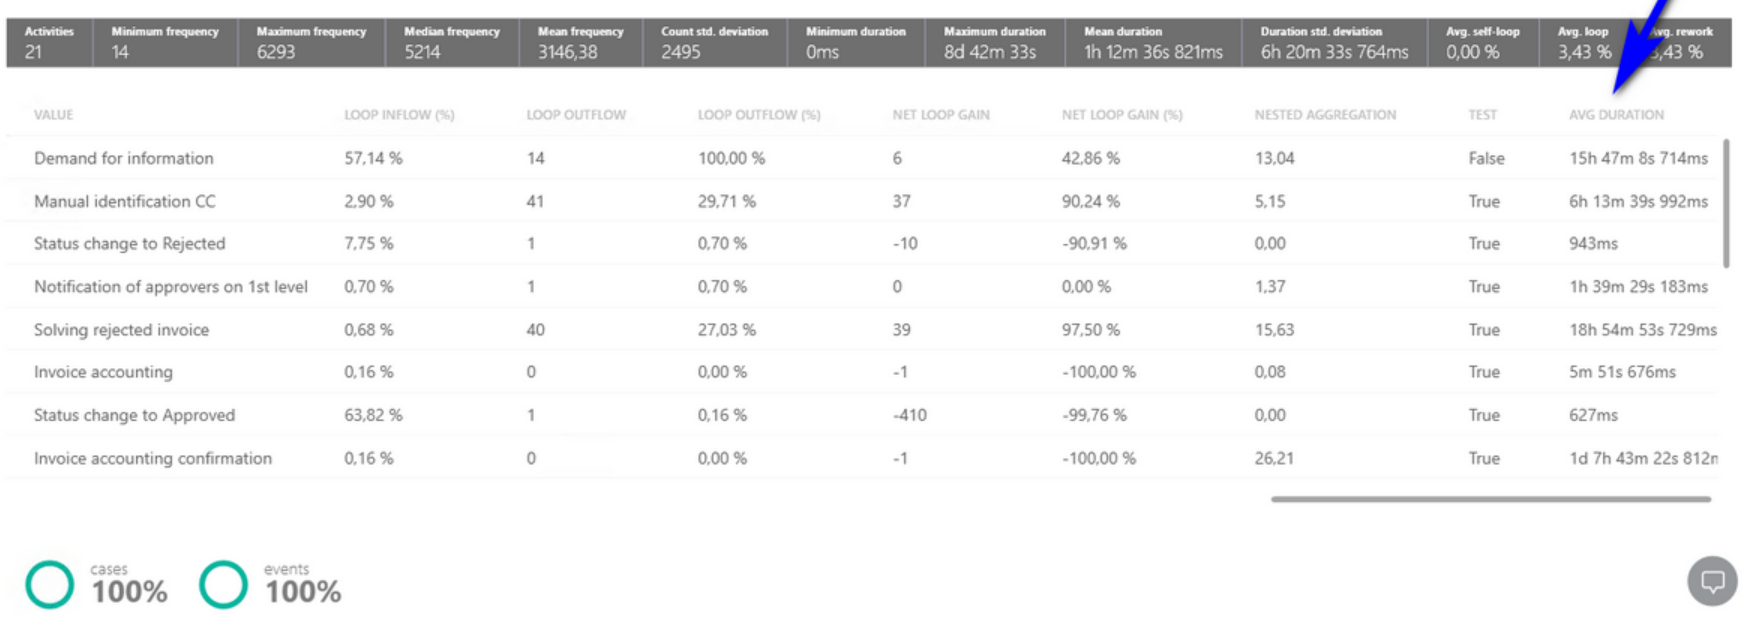 Activities Minimum frequency Maximum frequency Median frequency Mean frequency Count std. deviation Minimum duration Maximum duration Mean duration Duration std. deviation Avg. self-loop Avg. loop rework
21 14 6293 5214 3146,38 2495 0ms 8d 42m 33s 1h 12m 36s 821ms 6h 20m 33s 764ms 0,00 % 3,43 % ,43 %
VALUE LOOP INFLOW (%) LOOP OUTFLOW LOOP OUTFLOW (%) NET LOOP GAIN NET LOOP GAIN (%) NESTED AGGREGATION TEST AVG DURATION
Demand for information 57,14 % 14 100,00 % 6 42,86 % 13,04 False 15h 47m 8s 714ms
Manual identification CC 2,90 % 41 29,71 % 37 90,24 % 5,15 True 6h 13m 39s 992ms
Status change to Rejected 7,75 % 1 0,70 % -10 -90,91 % 0,00 True 943ms
Notification of approvers on 1st level 0,70 % 1 0,70 % 0 0,00 % 1,37 True 1h 39m 29s 183ms
Solving rejected invoice 0,68 % 40 27,03 % 39 97,50 % 15,63 True 18h 54m 53s 729ms
Invoice accounting 0,16 % 0 0,00 % -1 -100,00 % 0,08 True 5m 51s 676ms
Status change to Approved 63,82 % 1 0,16 % -410 -99,76 % 0,00 True 627ms
Invoice accounting confirmation 0,16 % 0 0,00 % -1 -100,00 % 26,21 True 1d 7h 43m 22s 812
cases events
100% 100%